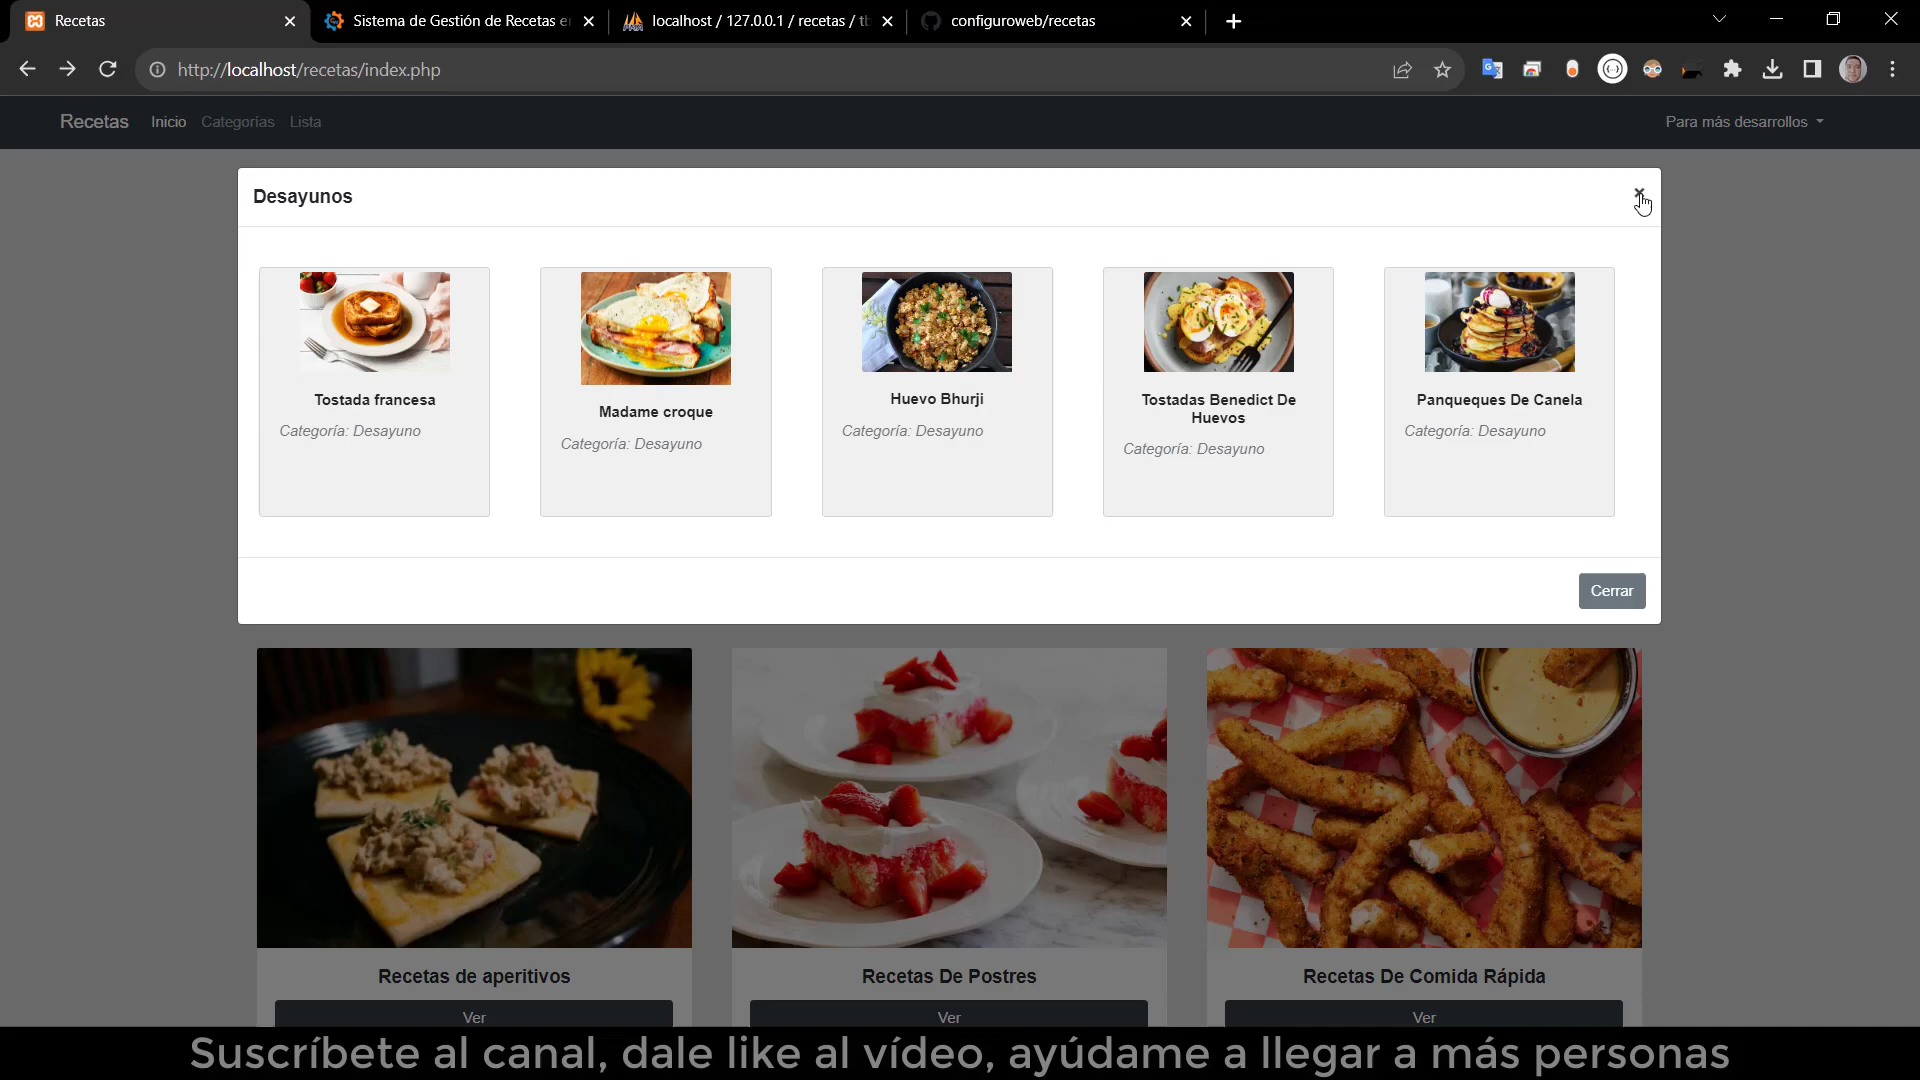 Recetas
Sistema de Gestión de Recetas e
localhost / 127.0.0.1 / recetas / tb
configuroweb/recetas
http://localhost/recetas/index.php
Recetas Inicio Categorías Lista Para más desarrollos
Desayunos
Tostada francesa
Categoría: Desayuno
Madame croque
Categoría: Desayuno
Huevo Bhurji
Categoría: Desayuno
Tostadas Benedict De
Huevos
Categoría: Desayuno
Panqueques De Canela
Categoría: Desayuno
Cerrar
Recetas de aperitivos
Ver
Recetas De Postres
Ver
Recetas De Comida Rápida
Ver
Suscríbete al canal, dale like al vídeo, ayúdame a llegar a más personas